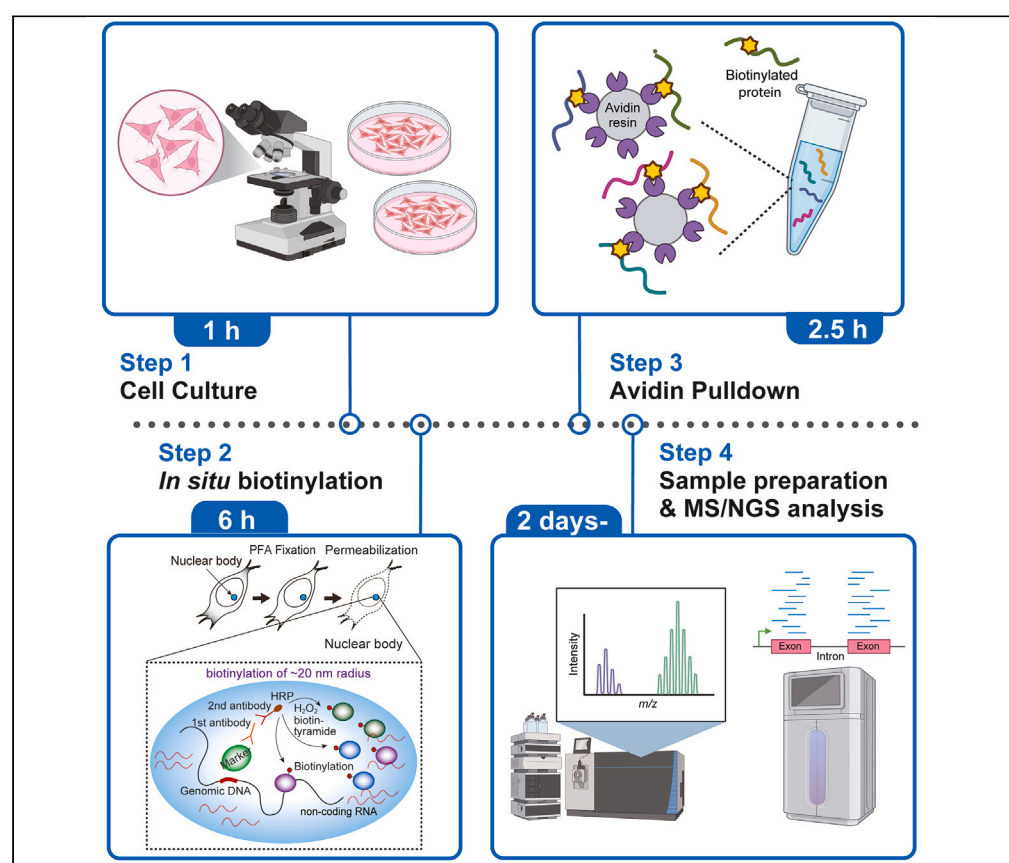 Avidin
resin
Biotinylated
protein
1 h
Step 1
Cell Culture
2.5 h
Step 3
Avidin Pulldown
Step 2
In situ biotinylation
6 h
Step 4
Sample preparation
& MS/NGS analysis
2 days-
PFA Fixation
Permeabilization
Nuclear body
Nuclear body
biotinylation of ~20 nm radius
HRP
2nd antibody
H2O2
1st antibody
biotin-
tyramide
Marker
Biotinylation
Genomic DNA
non-coding RNA
Intensity
m/z
Exon
Exon
Intron